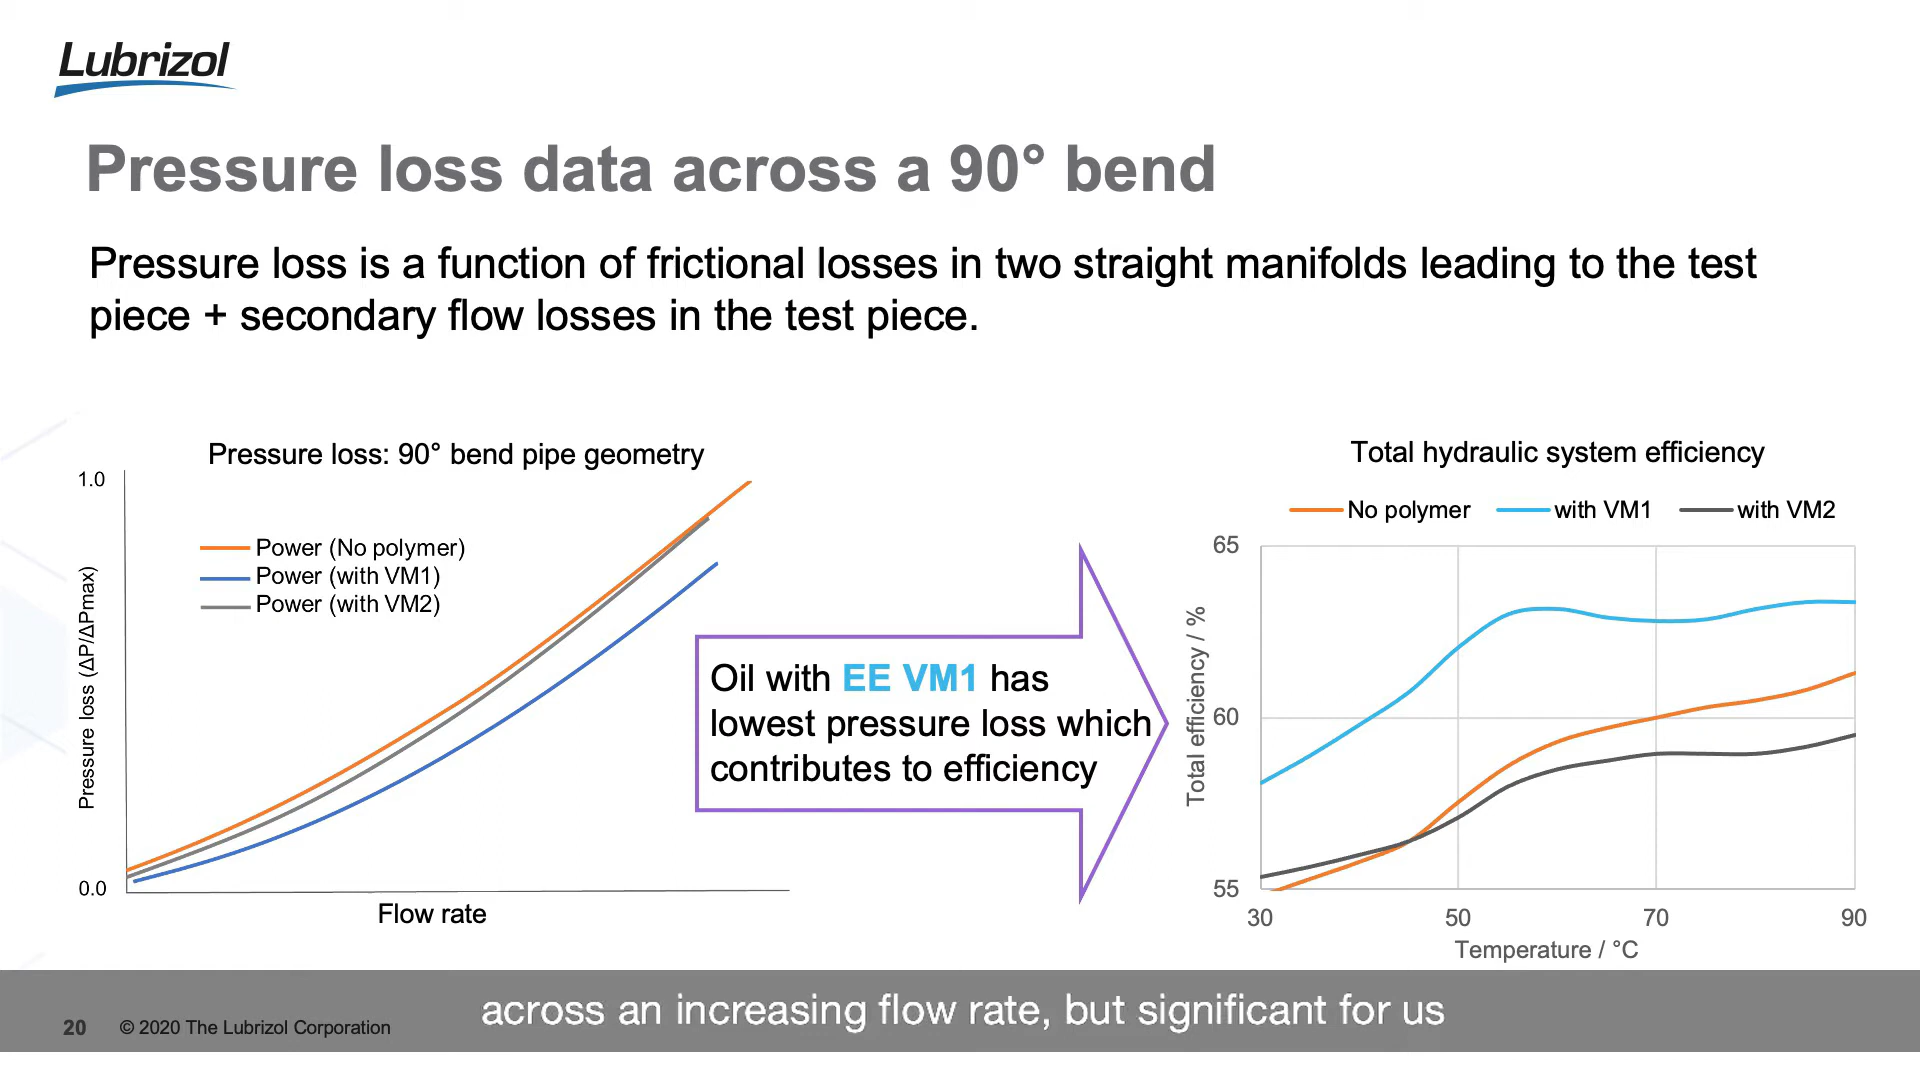 Lubrizol
Pressure loss data across a 90° bend
Pressure loss is a function of frictional losses in two straight manifolds leading to the test
piece + secondary flow losses in the test piece.
Pressure loss: 90° bend pipe geometry
1.0
Power (No polymer)
Power (with VM1)
Power (with VM2)
Pressure loss (ΔP/ΔPmax)
0.0
Flow rate
Oil with EE VM1 has
lowest pressure loss which
contributes to efficiency
Total hydraulic system efficiency
No polymer with VM1 with VM2
65
60
55
Total efficiency / %
30 50 70 90
Temperature / °C
20 © 2020 The Lubrizol Corporation
across an increasing flow rate, but significant for us